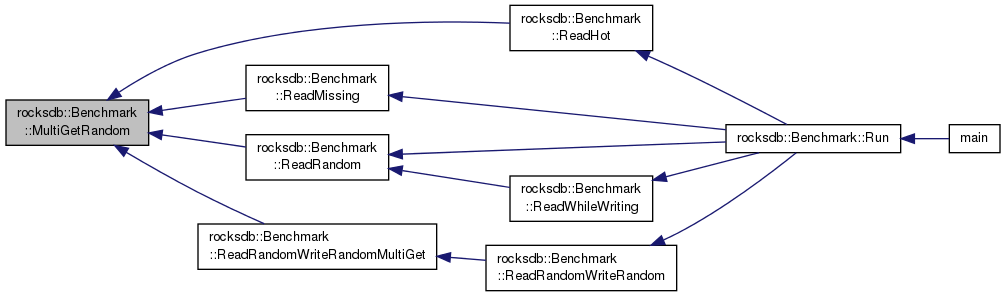 rocksdb::Benchmark
::ReadHot
rocksdb::Benchmark
::ReadMissing
rocksdb::Benchmark
::MultiGetRandom
rocksdb::Benchmark::Run
main
rocksdb::Benchmark
::ReadRandom
rocksdb::Benchmark
::ReadWhileWriting
rocksdb::Benchmark
::ReadRandomWriteRandomMultiGet
rocksdb::Benchmark
::ReadRandomWriteRandom